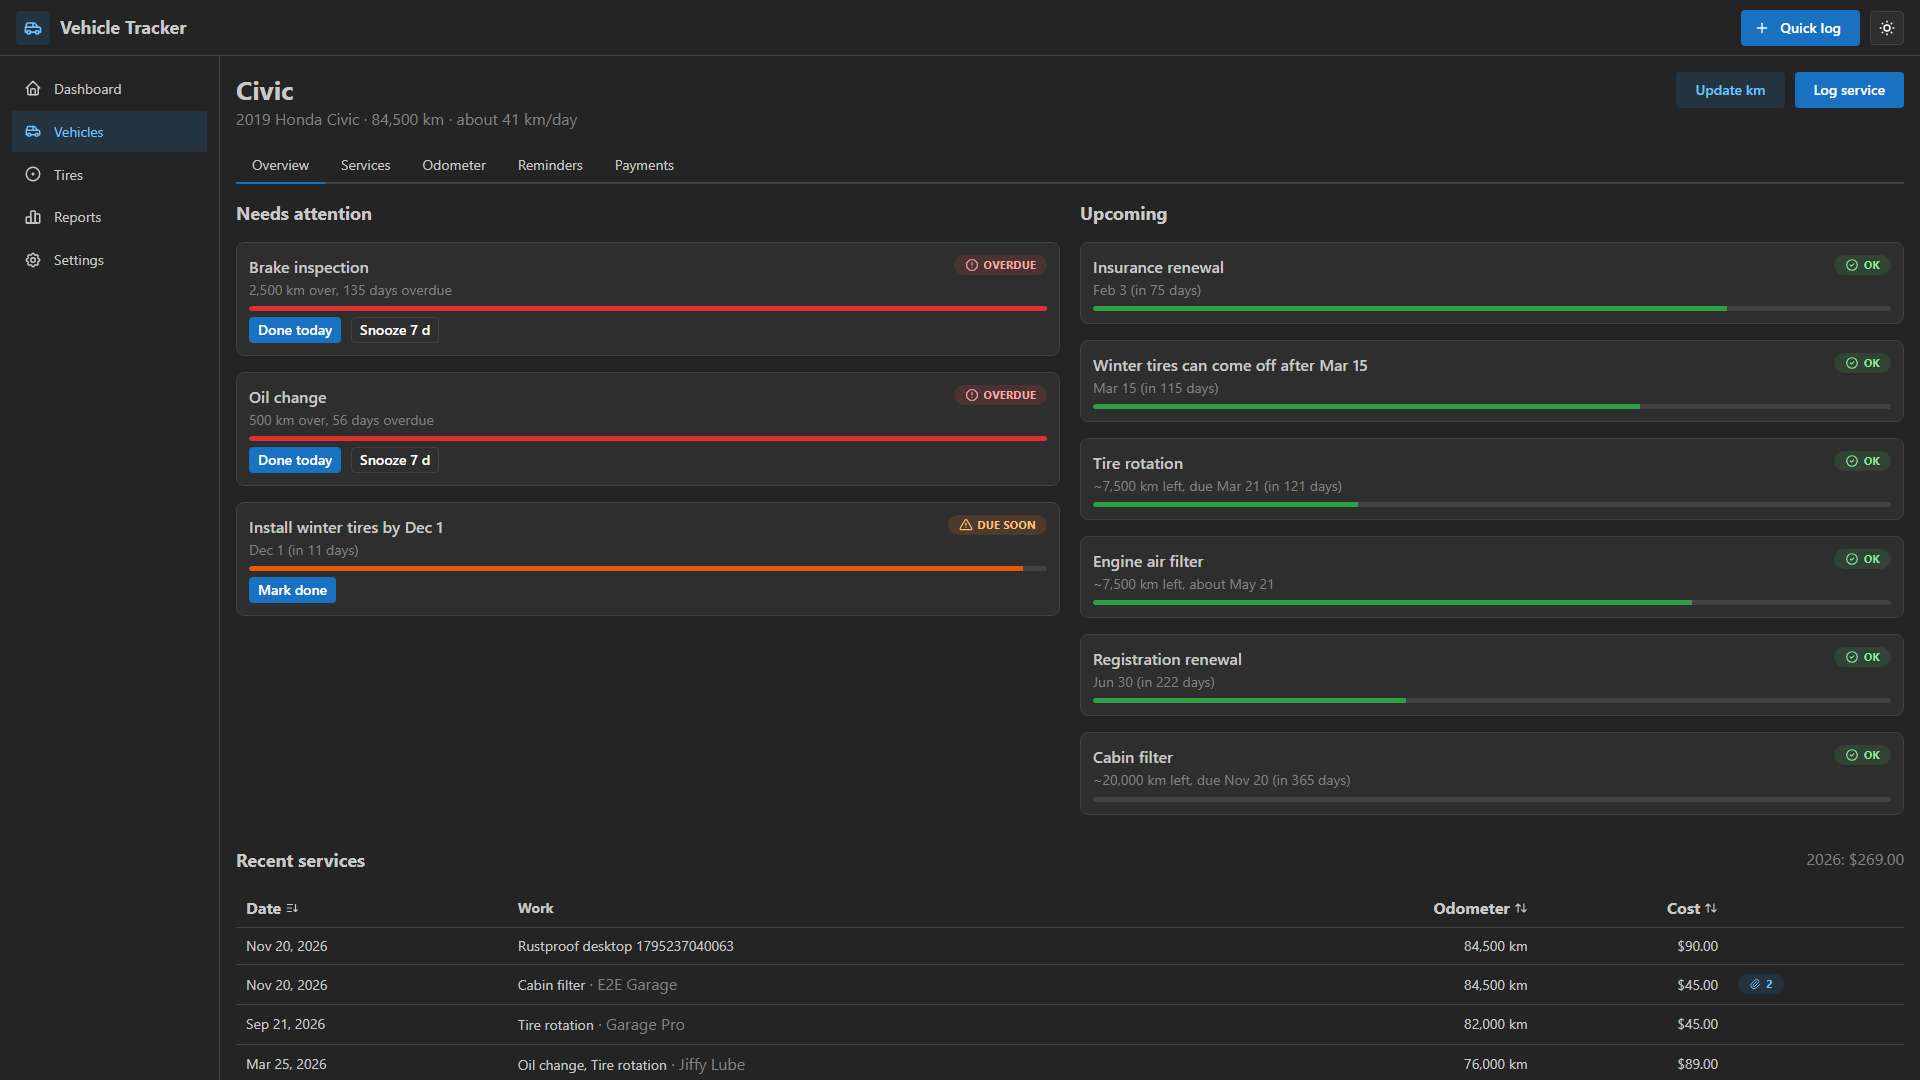 Vehicle Tracker
Quick log
Dashboard
Vehicles
Tires
Reports
Settings
Civic
2019 Honda Civic · 84,500 km · about 41 km/day
Update km
Log service
Overview
Services
Odometer
Reminders
Payments
Needs attention
Brake inspection
OVERDUE
2,500 km over, 135 days overdue
Done today
Snooze 7 d
Oil change
OVERDUE
500 km over, 56 days overdue
Done today
Snooze 7 d
Install winter tires by Dec 1
DUE SOON
Dec 1 (in 11 days)
Mark done
Upcoming
Insurance renewal
OK
Feb 3 (in 75 days)
Winter tires can come off after Mar 15
OK
Mar 15 (in 115 days)
Tire rotation
OK
~7,500 km left, due Mar 21 (in 121 days)
Engine air filter
OK
~7,500 km left, about May 21
Registration renewal
OK
Jun 30 (in 222 days)
Cabin filter
OK
~20,000 km left, due Nov 20 (in 365 days)
Recent services
2026: $269.00
Date Work Odometer Cost
Nov 20, 2026 Rustproof desktop 1795237040063 84,500 km $90.00
Nov 20, 2026 Cabin filter · E2E Garage 84,500 km $45.00 2
Sep 21, 2026 Tire rotation · Garage Pro 82,000 km $45.00
Mar 25, 2026 Oil change, Tire rotation · Jiffy Lube 76,000 km $89.00